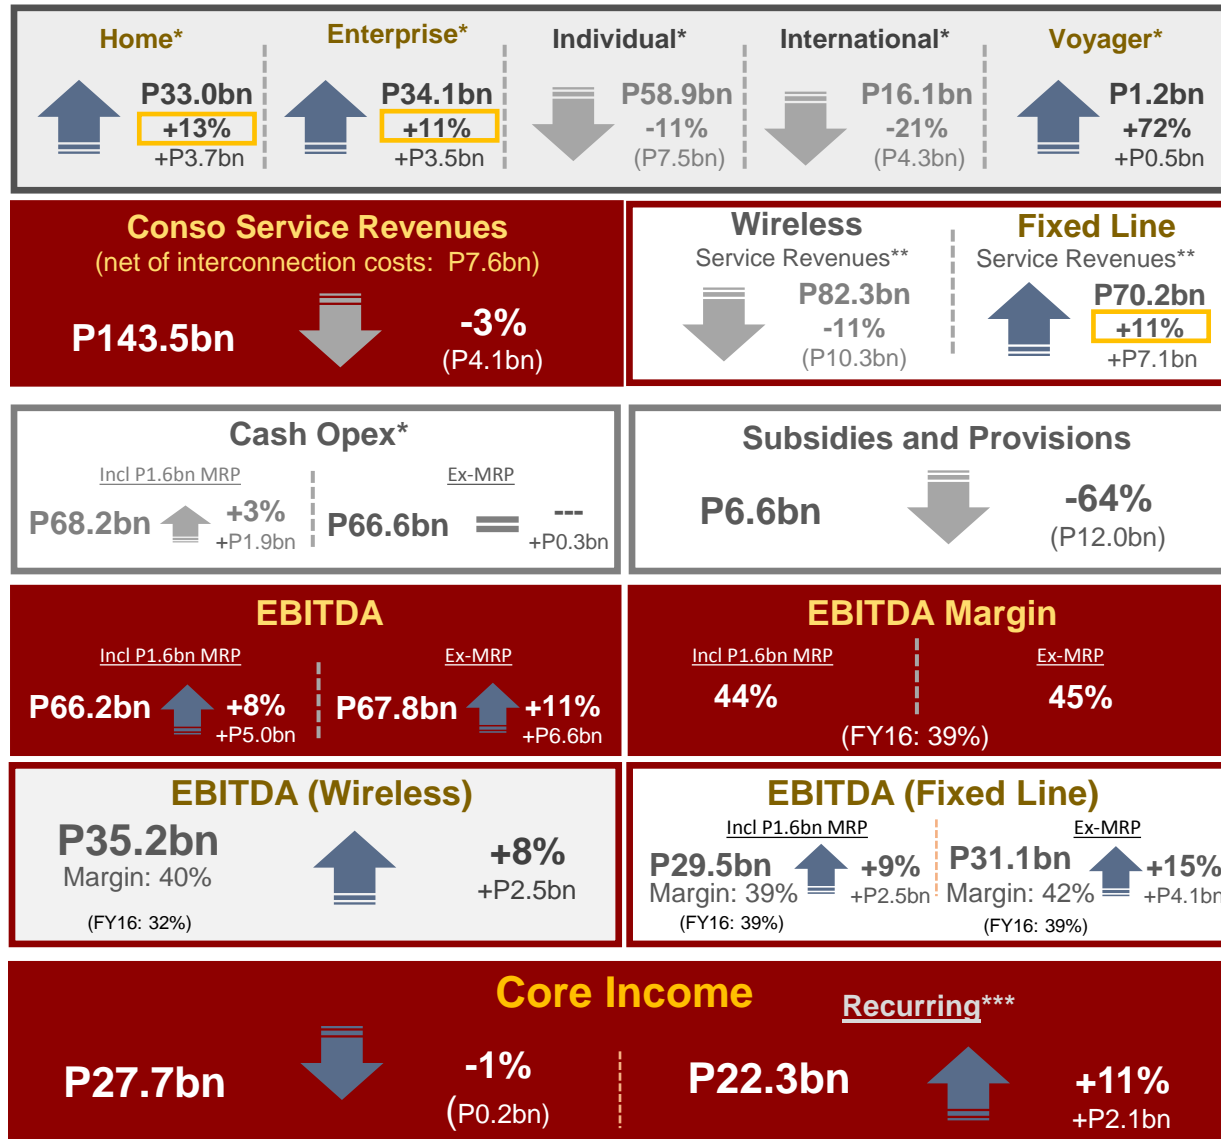 Home*
P33.0bn
+13%
+P3.7bn
Enterprise*
P34.1bn
+11%
+P3.5bn
Individual*
P58.9bn
-11%
(P7.5bn)
International*
P16.1bn
-21%
(P4.3bn)
Voyager*
P1.2bn
+72%
+P0.5bn
Conso Service Revenues
(net of interconnection costs: P7.6bn)
P143.5bn
-3%
(P4.1bn)
Wireless
Service Revenues**
P82.3bn
-11%
(P10.3bn)
Fixed Line
Service Revenues**
P70.2bn
+11%
+P7.1bn
Cash Opex*
Incl P1.6bn MRP
P68.2bn
+3%
+P1.9bn
Ex-MRP
P66.6bn
---
+P0.3bn
Subsidies and Provisions
P6.6bn
-64%
(P12.0bn)
EBITDA
Incl P1.6bn MRP
P66.2bn
+8%
+P5.0bn
Ex-MRP
P67.8bn
+11%
+P6.6bn
EBITDA Margin
Incl P1.6bn MRP
44%
Ex-MRP
45%
(FY16: 39%)
EBITDA (Wireless)
P35.2bn
Margin: 40%
(FY16: 32%)
+8%
+P2.5bn
EBITDA (Fixed Line)
Incl P1.6bn MRP
P29.5bn
Margin: 39%
(FY16: 39%)
+9%
+P2.5bn
Ex-MRP
P31.1bn
Margin: 42%
(FY16: 39%)
+15%
+P4.1bn
Core Income
P27.7bn
-1%
(P0.2bn)
Recurring***
P22.3bn
+11%
+P2.1bn